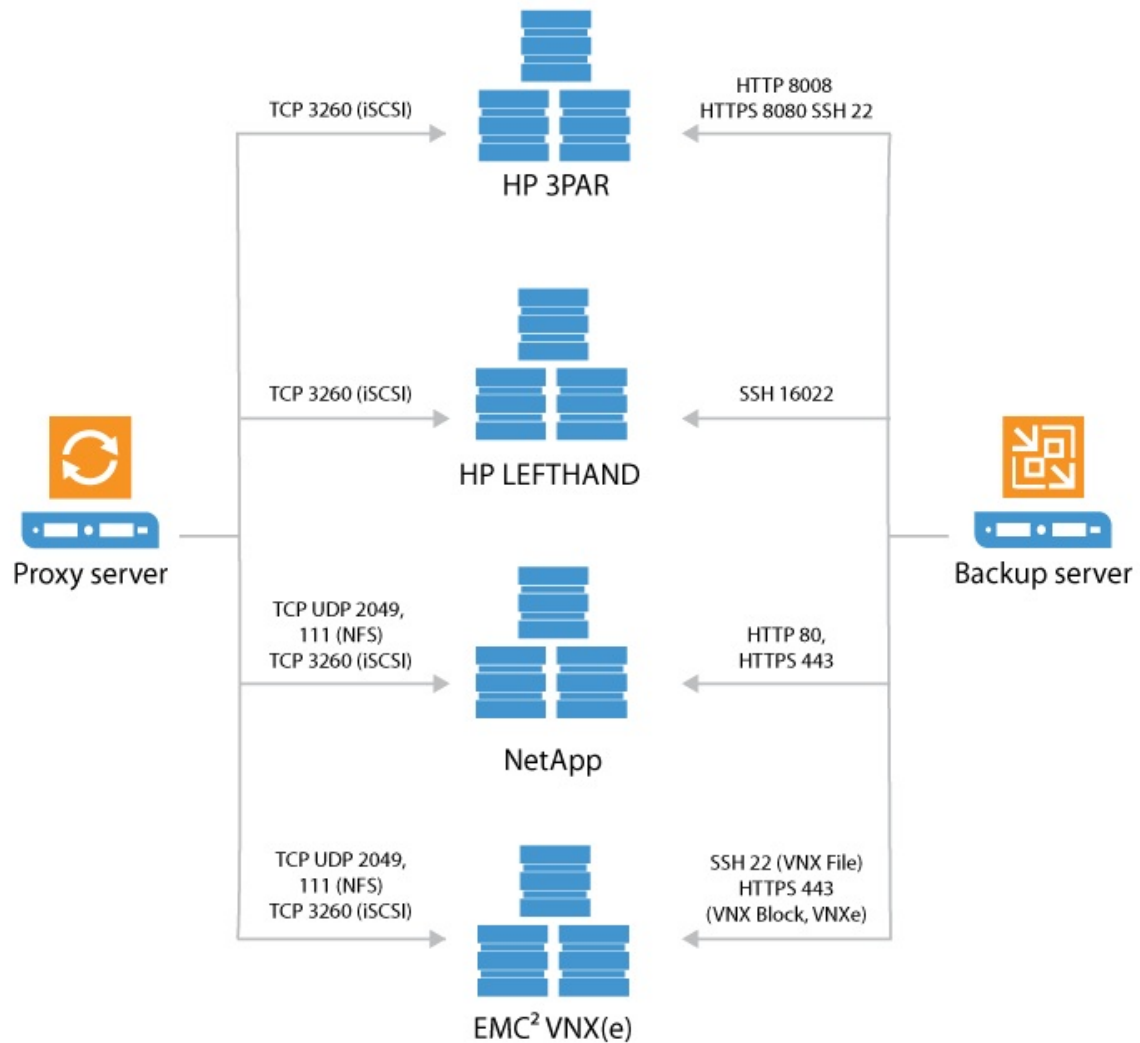 TCP 3260 (iSCSI)
HTTP 8008
HTTPS 8080 SSH 22
HP 3PAR
TCP 3260 (iSCSI)
SSH 16022
HP LEFTHAND
Proxy server
Backup server
TCP UDP 2049,
111 (NFS)
TCP 3260 (iSCSI)
HTTP 80,
HTTPS 443
NetApp
TCP UDP 2049,
111 (NFS)
TCP 3260 (iSCSI)
SSH 22 (VNX File)
HTTPS 443
(VNX Block, VNXe)
EMC² VNX(e)